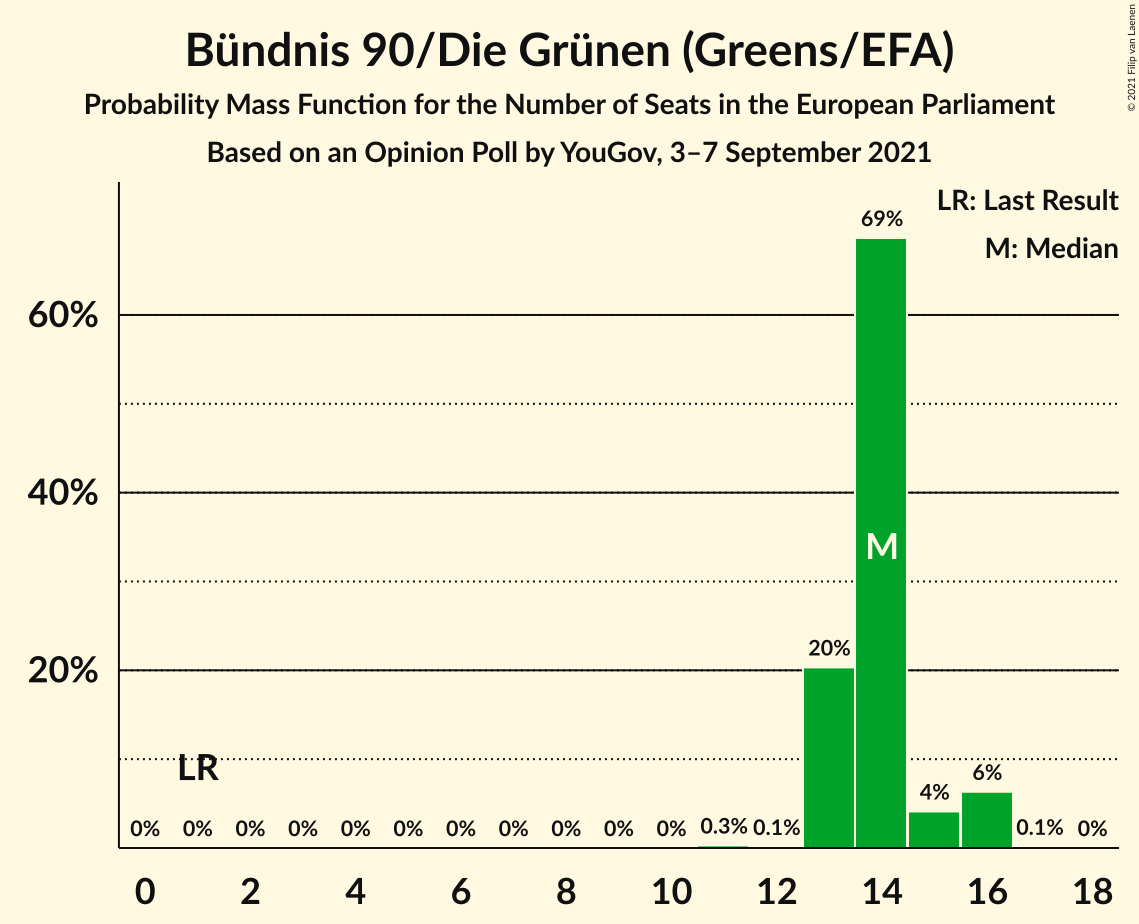 Bündnis 90/Die Grünen (Greens/EFA)
Probability Mass Function for the Number of Seats in the European Parliament
Based on an Opinion Poll by YouGov, 3–7 September 2021
© 2021 Filip van Laenen
LR: Last Result
M: Median
69%
60%
40%
M
20%
20%
LR
0% 0% 0% 0% 0% 0% 0% 0% 0% 0% 0% 0.3% 0.1% 4% 6% 0.1% 0%
0 2 4 6 8 10 12 14 16 18